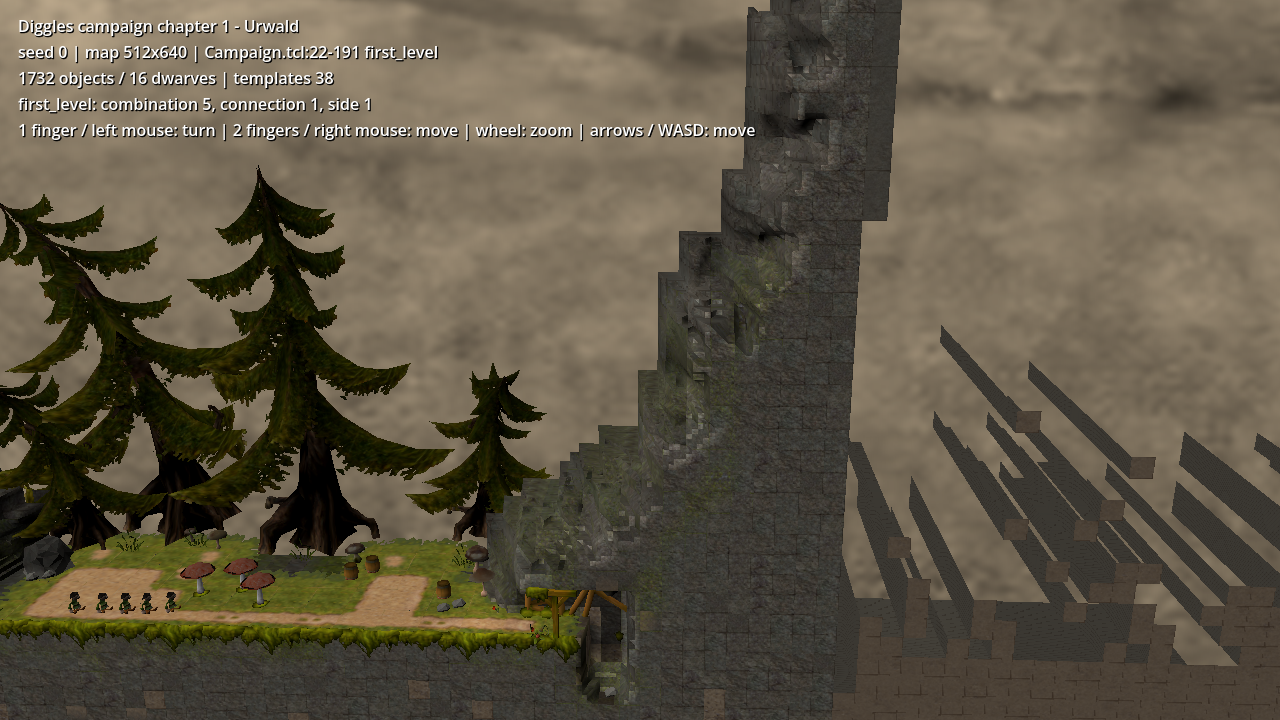 Diggles campaign chapter 1 - Urwald
seed 0 | map 512x640 | Campaign.tcl:22-191 first_level
1732 objects / 16 dwarves | templates 38
first_level: combination 5, connection 1, side 1
1 finger / left mouse: turn | 2 fingers / right mouse: move | wheel: zoom | arrows / WASD: move